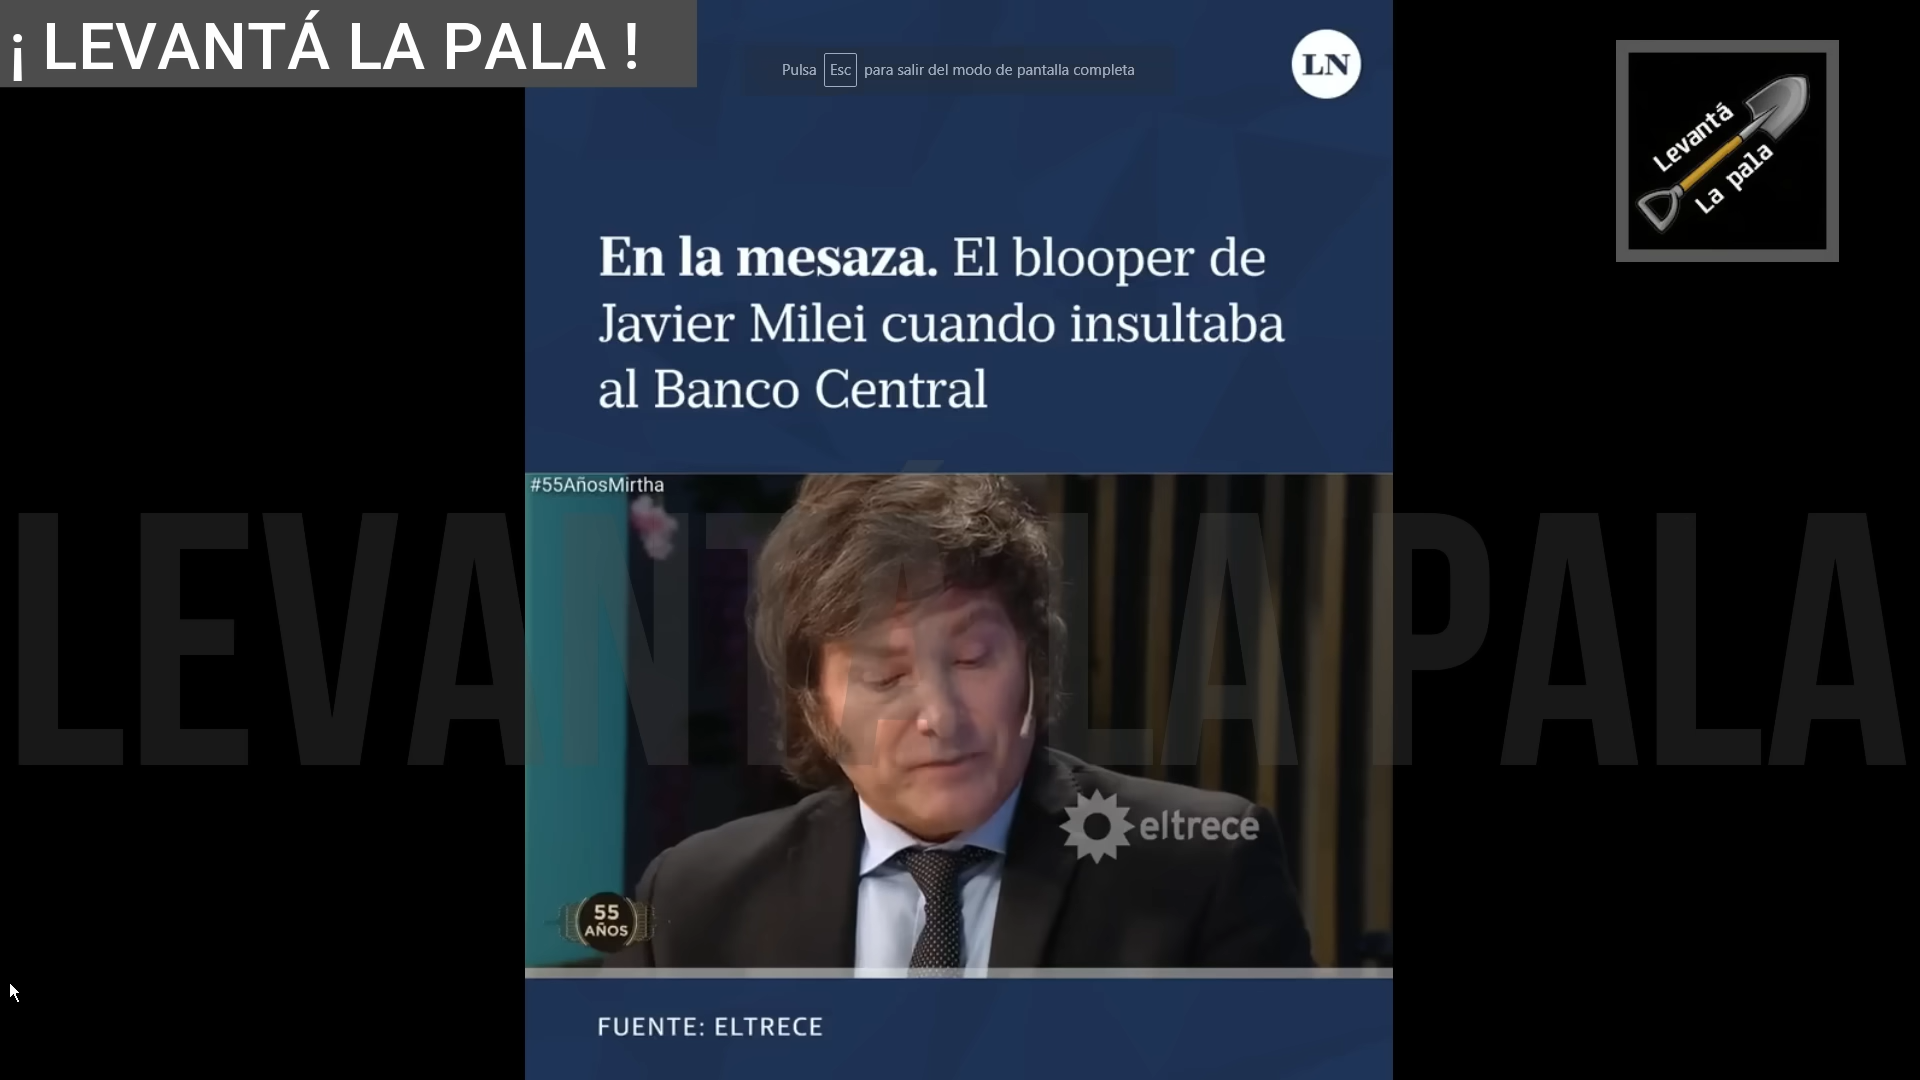 ¡ LEVANTÁ LA PALA !
Pulsa Esc para salir del modo de pantalla completa
LN
Levantá
La pala
En la mesaza. El blooper de
Javier Milei cuando insultaba
al Banco Central
#55AñosMirtha
LEVANTÁ LA PALA
eltrece
55
AÑOS
FUENTE: ELTRECE